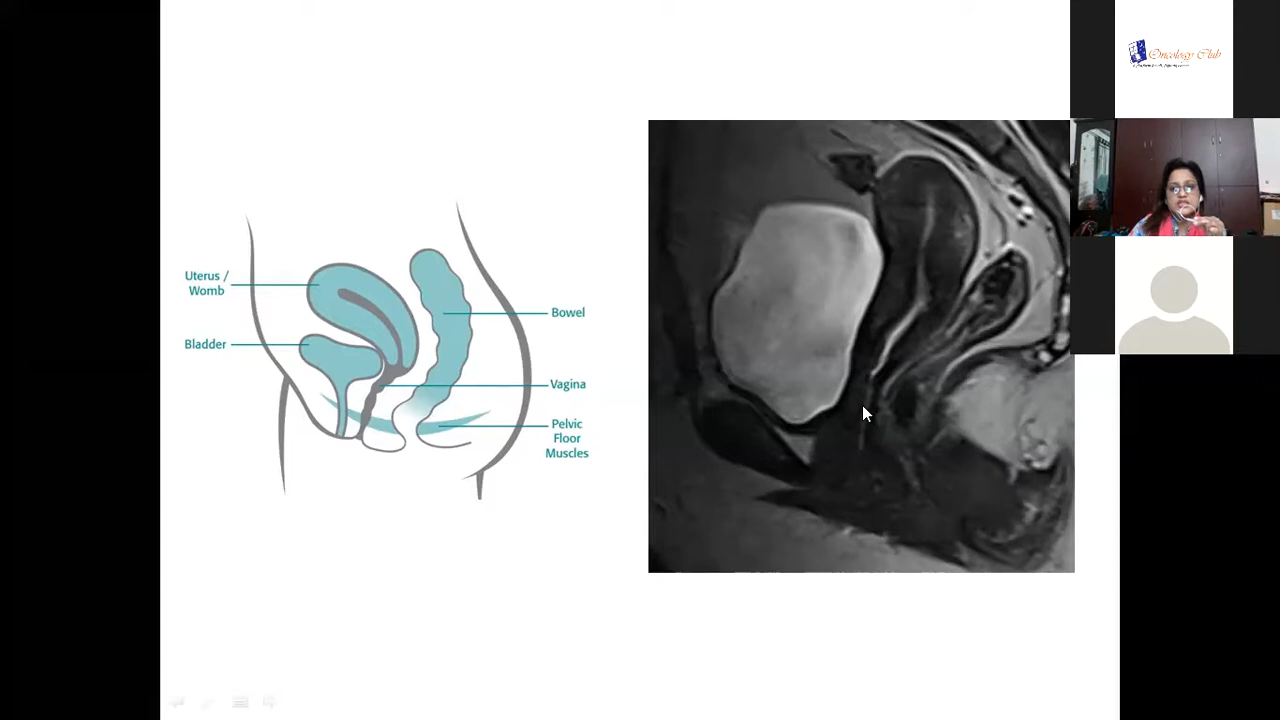 Oncology Club
Uterus /
Womb
Bladder
Bowel
Vagina
Pelvic
Floor
Muscles